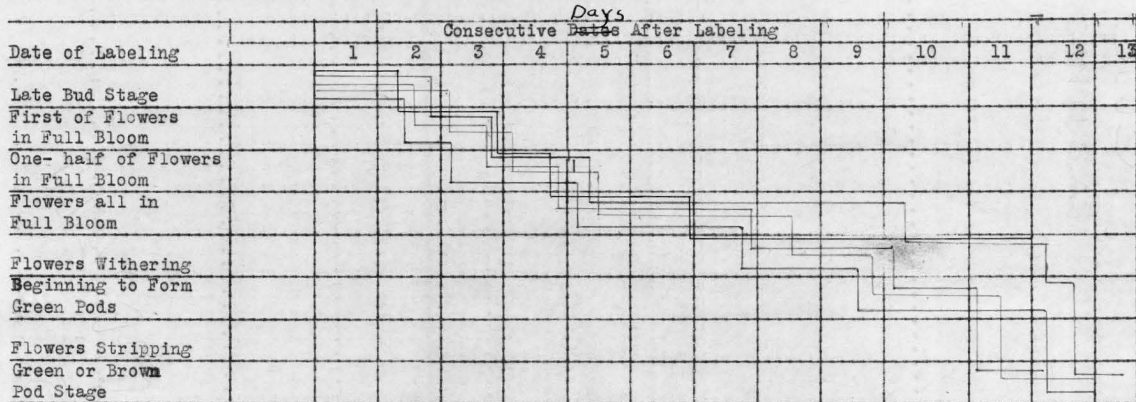 Days
Consecutive Dates After Labeling
Date of Labeling 1 2 3 4 5 6 7 8 9 10 11 12 13
Late Bud Stage
First of Flowers
in Full Bloom
One- half of Flowers
in Full Bloom
Flowers all in
Full Bloom
Flowers Withering
Beginning to Form
Green Pods
Flowers Stripping
Green or Brown
Pod Stage